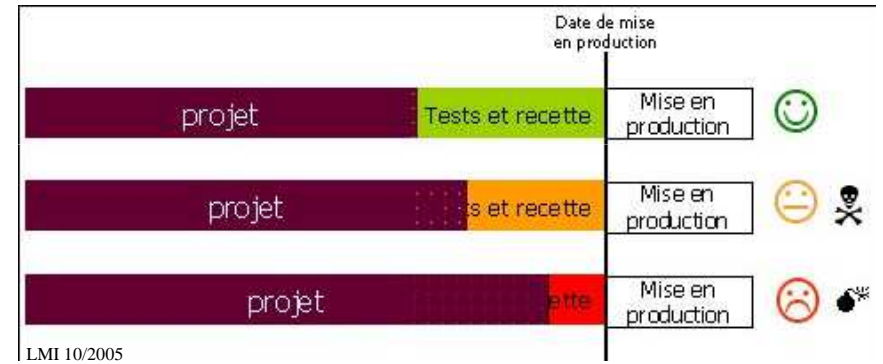 Date de mise
en production
projet Tests et recette Mise en
production
projet s et recette Mise en
production
projet ette Mise en
production
LMI 10/2005